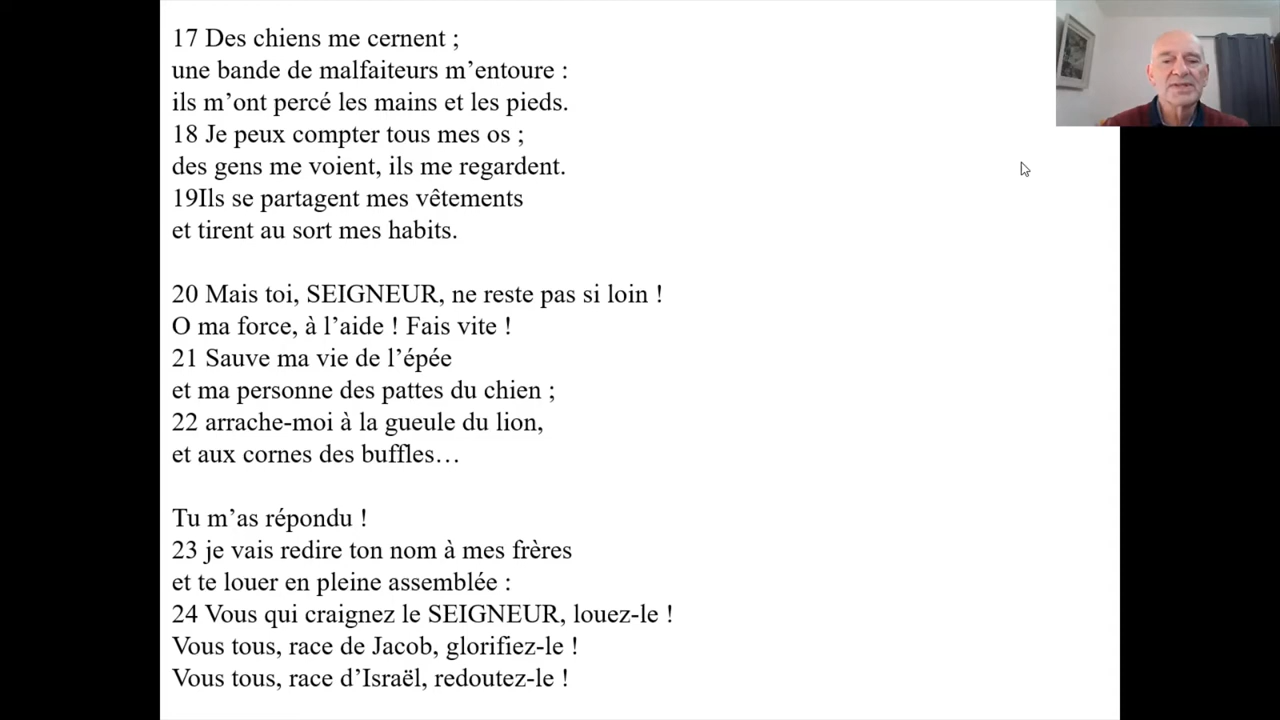 17 Des chiens me cernent ;
une bande de malfaiteurs m’entoure :
ils m’ont percé les mains et les pieds.
18 Je peux compter tous mes os ;
des gens me voient, ils me regardent.
19Ils se partagent mes vêtements
et tirent au sort mes habits.
20 Mais toi, SEIGNEUR, ne reste pas si loin !
O ma force, à l’aide ! Fais vite !
21 Sauve ma vie de l’épée
et ma personne des pattes du chien ;
22 arrache-moi à la gueule du lion,
et aux cornes des buffles…
Tu m’as répondu !
23 je vais redire ton nom à mes frères
et te louer en pleine assemblée :
24 Vous qui craignez le SEIGNEUR, louez-le !
Vous tous, race de Jacob, glorifiez-le !
Vous tous, race d’Israël, redoutez-le !